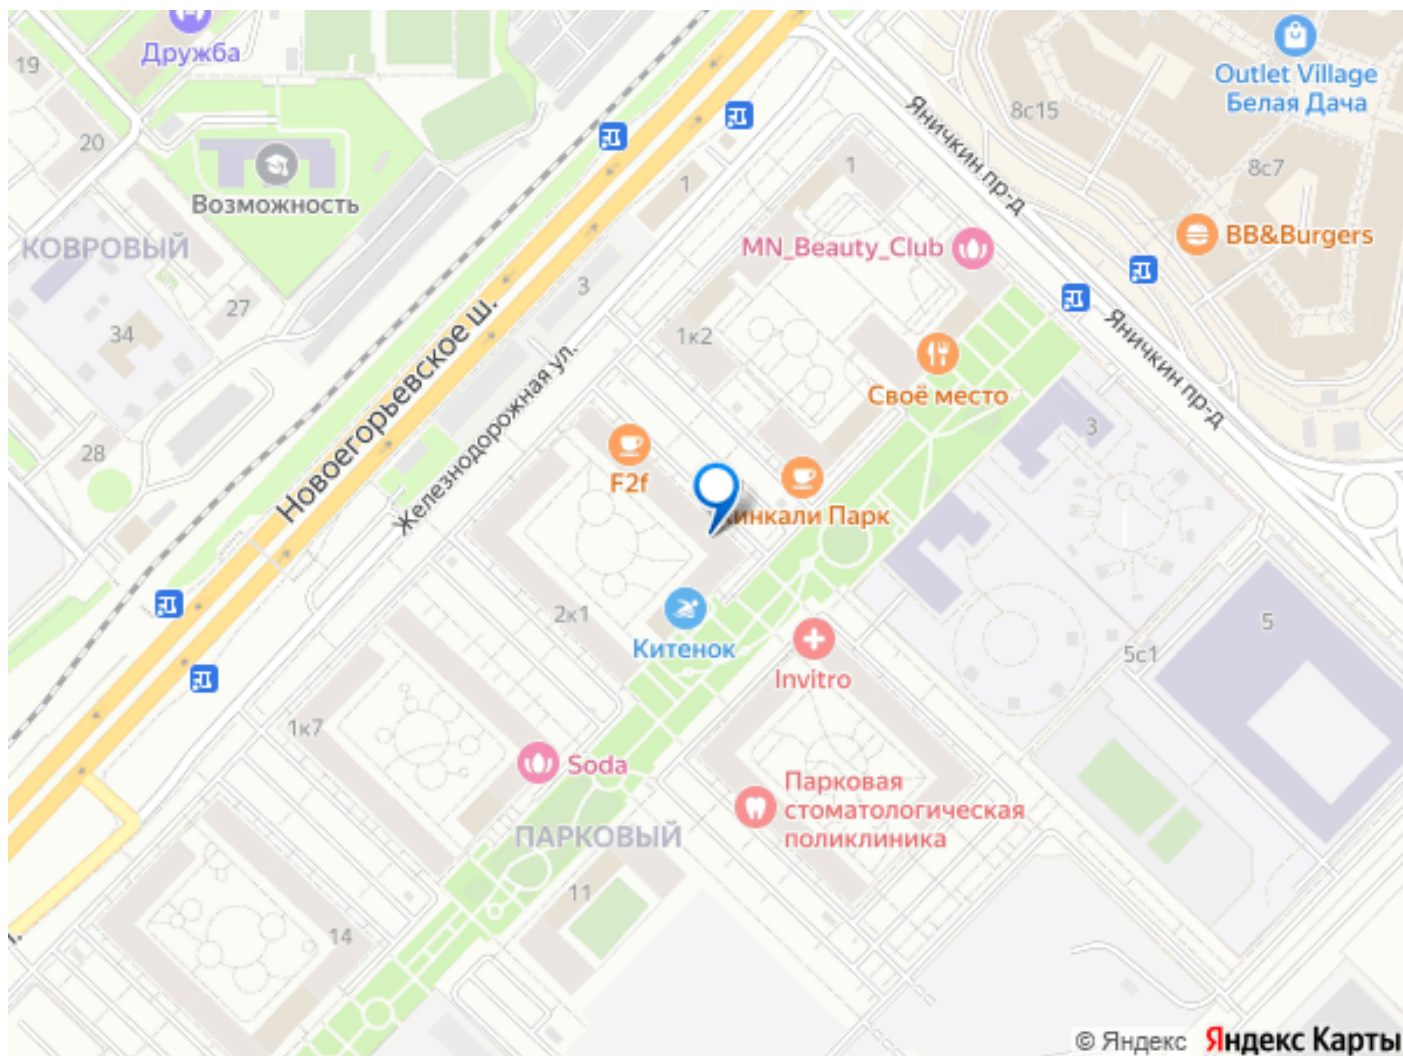 Дружба
19
20
Возможность
КОВРОВЫЙ
27
34
28
Новоегорьевское ш.
Железнодорожная ул.
1
3
1
1к2
MN_Beauty_Club
Яничкин пр-д
8с15
Outlet Village
Белая Дача
8с7
BB&Burgers
Яничкин пр-д
Своё место
3
F2f
инкали Парк
2к1
Китенок
Invitro
5с1
5
1к7
Soda
Парковая
стоматологическая
поликлиника
ПАРКОВЫЙ
11
14
© Яндекс Яндекс Карты